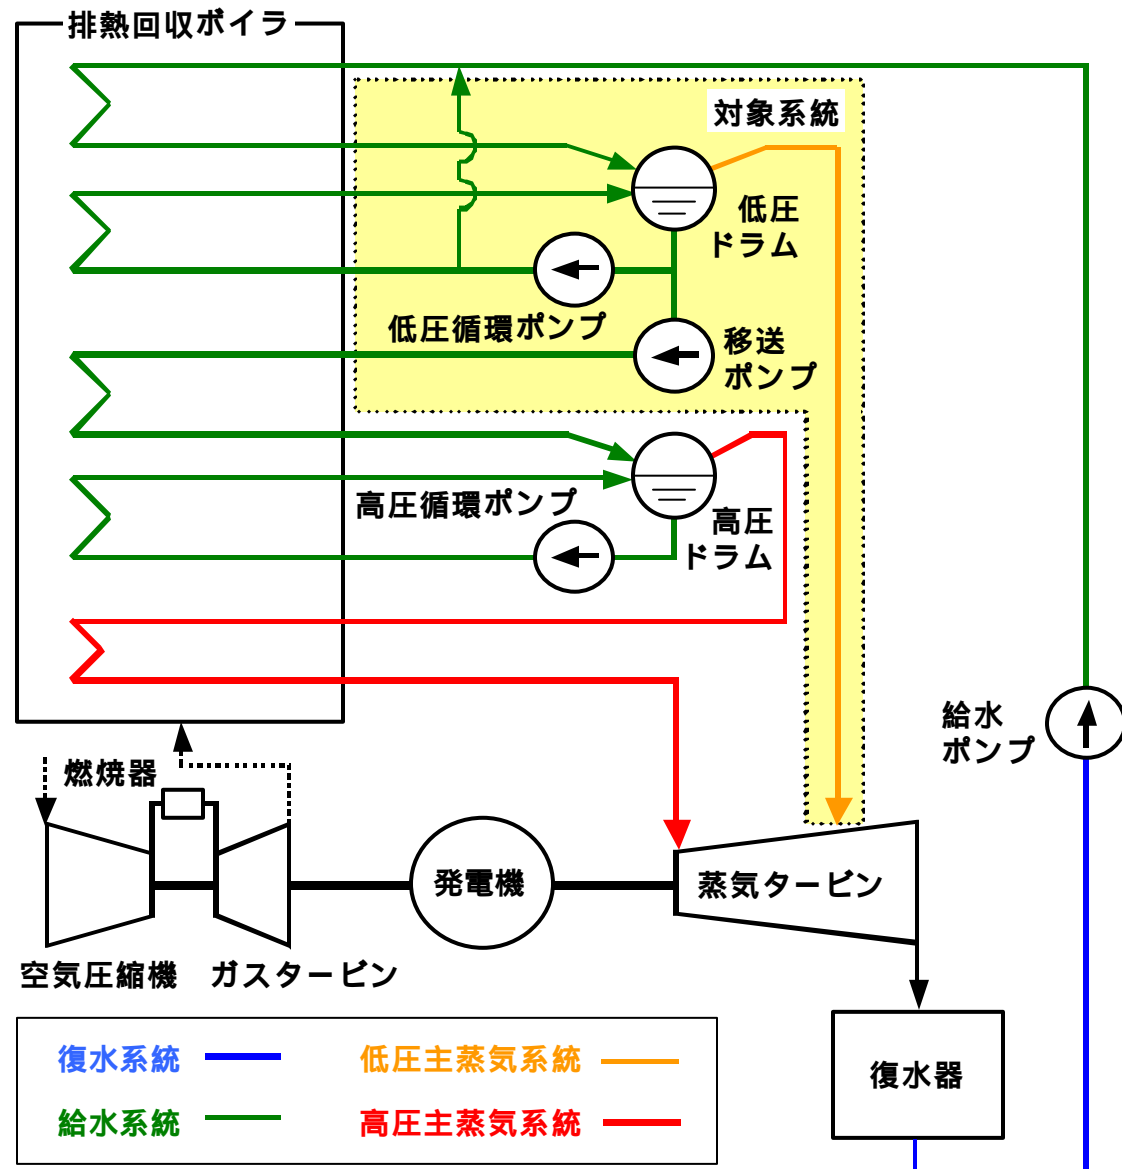 排熱回収ボイラ
対象系統
低圧
ドラム
低圧循環ポンプ
移送
ポンプ
高圧循環ポンプ
高圧
ドラム
給水
ポンプ
燃焼器
発電機
蒸気タービン
空気圧縮機
ガスタービン
復水器
復水系統
低圧主蒸気系統
給水系統
高圧主蒸気系統